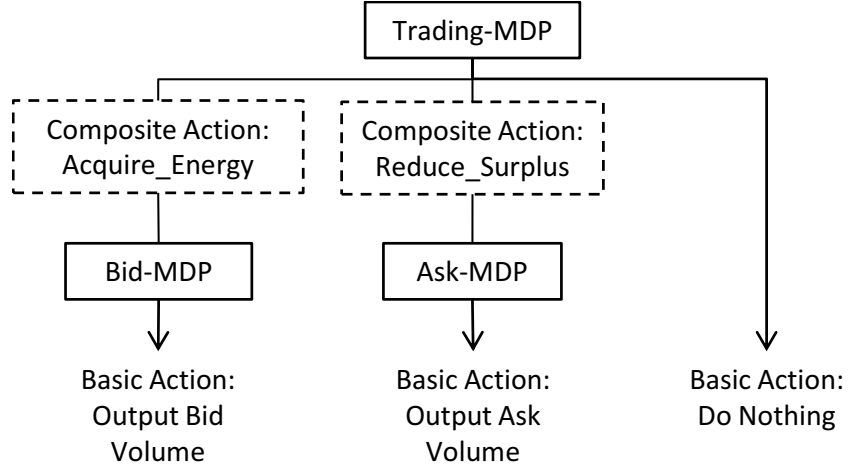 Trading-MDP
Composite Action:
Acquire_Energy
Composite Action:
Reduce_Surplus
Bid-MDP
Ask-MDP
Basic Action:
Output Bid
Volume
Basic Action:
Output Ask
Volume
Basic Action:
Do Nothing